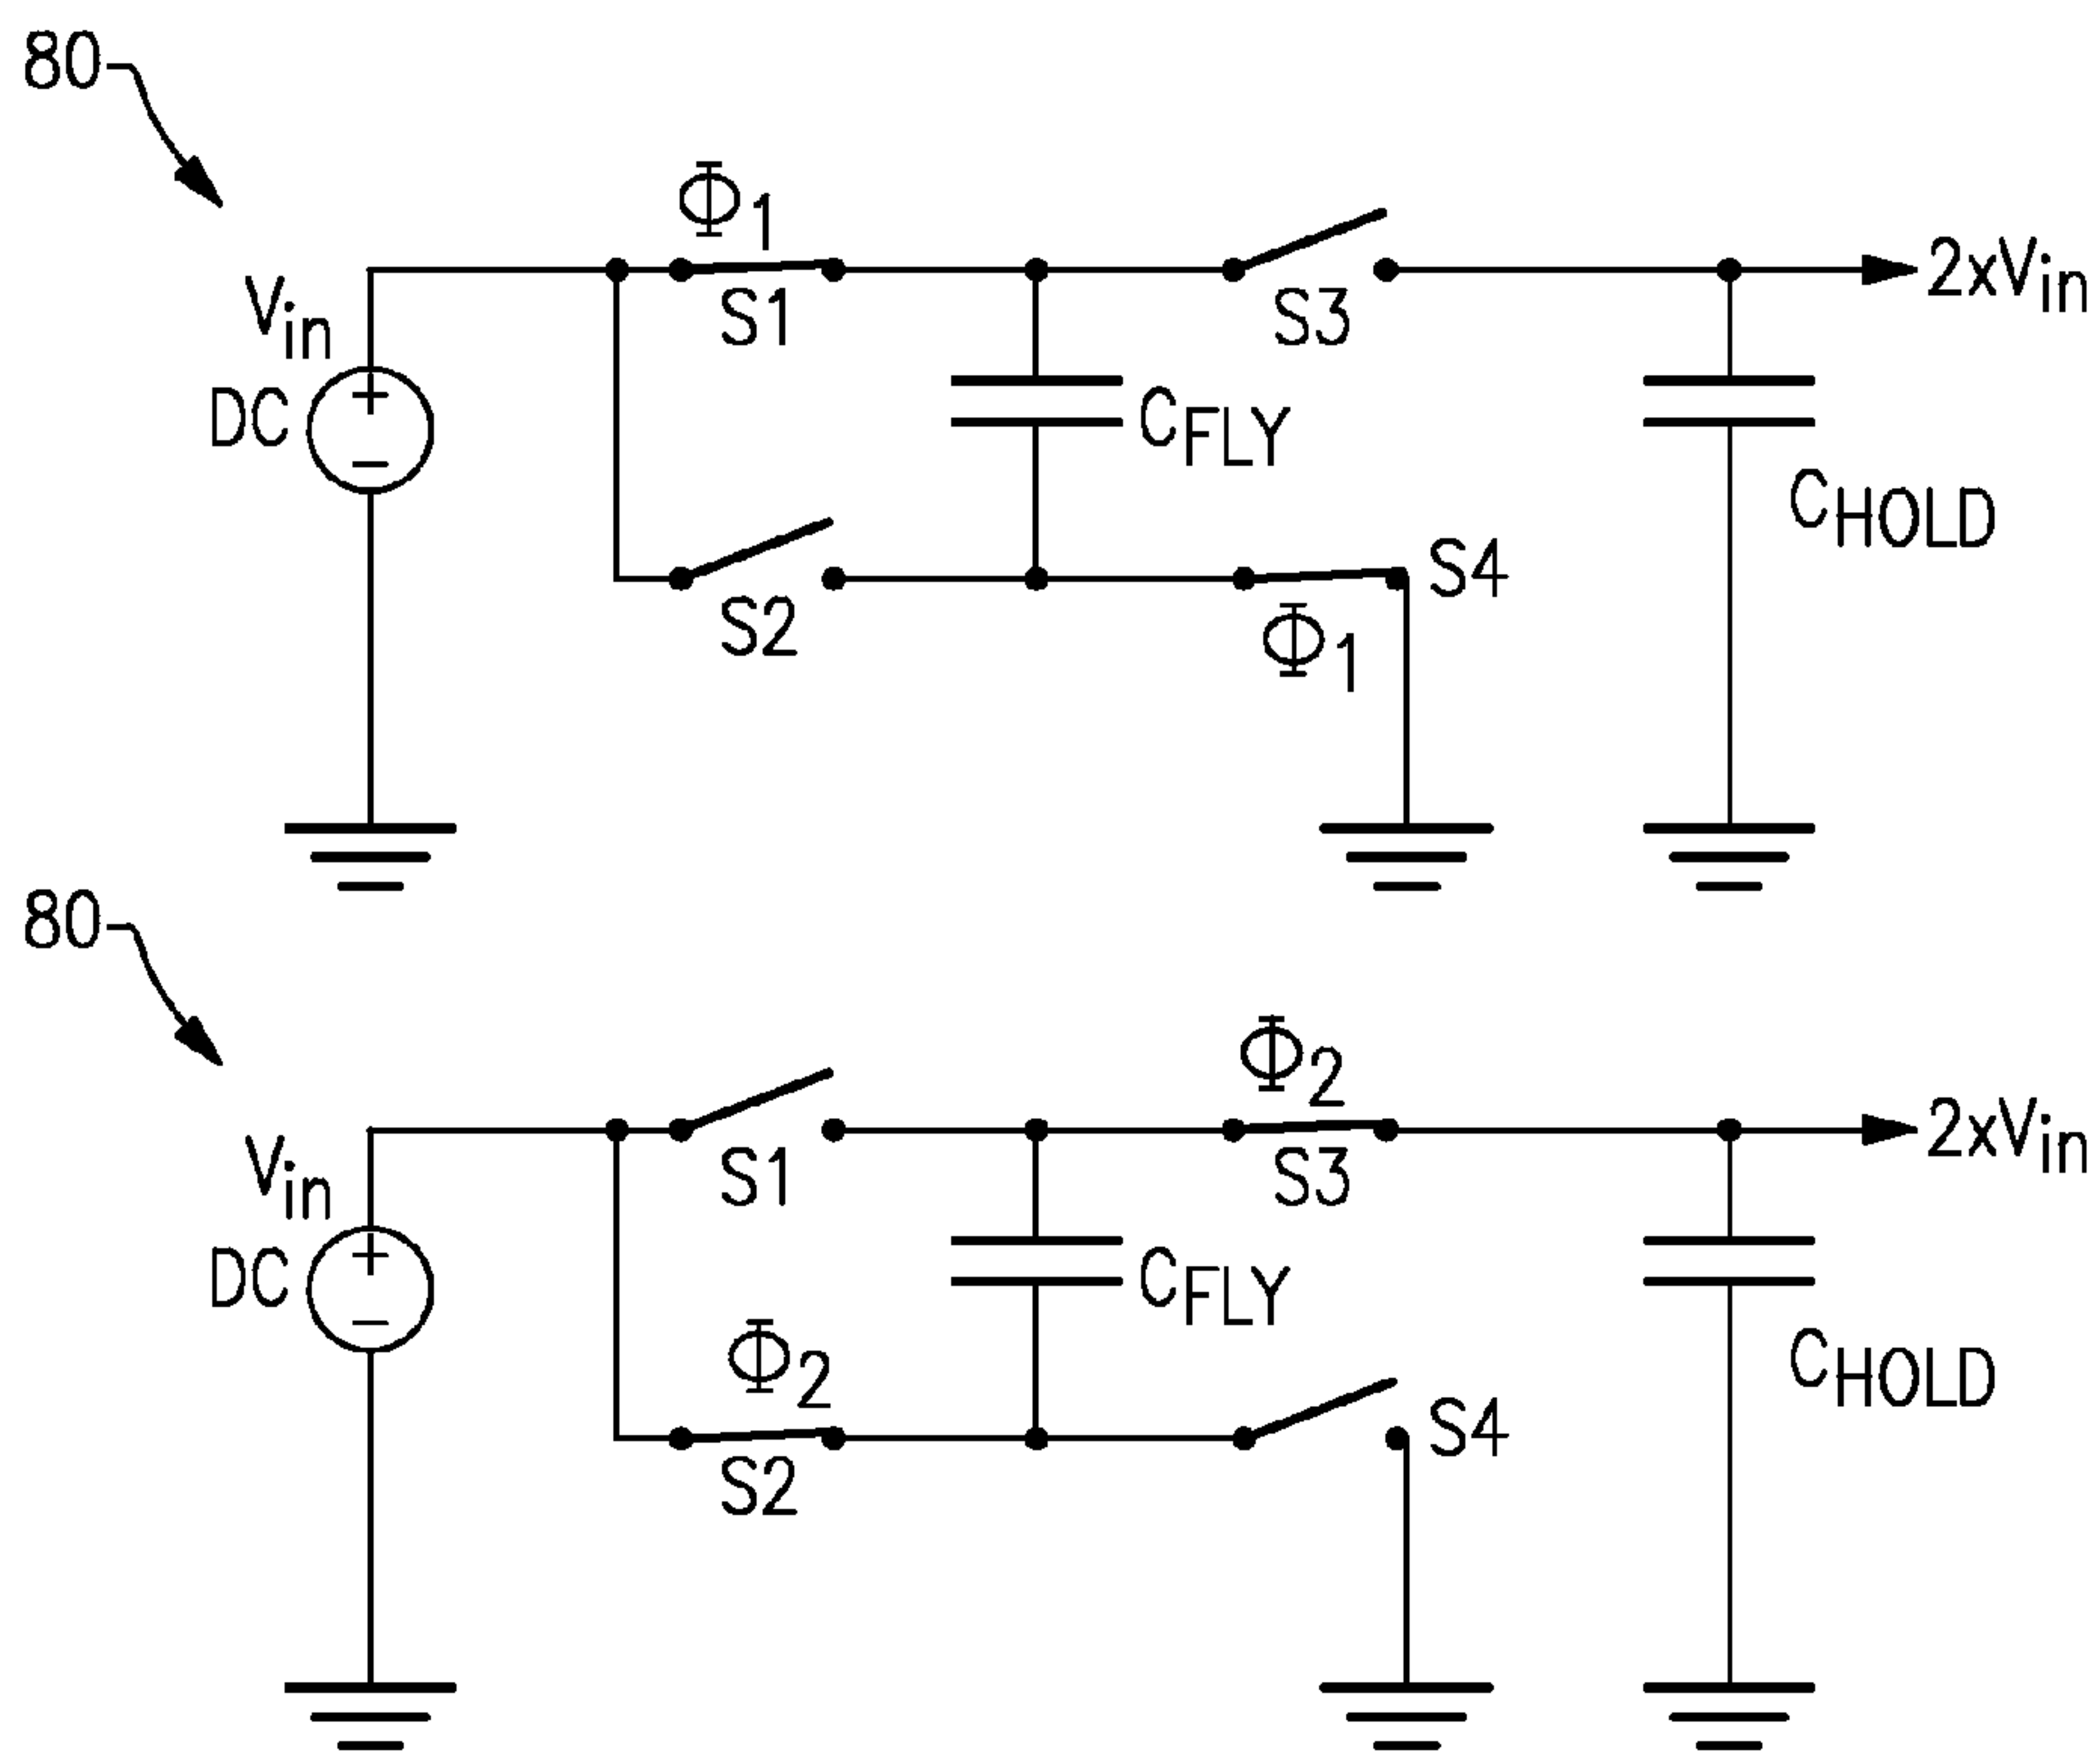 80
Φ1
Vin
2xVin
S1
S3
DC
+
−
CFLY
CHOLD
S2
S4
Φ1
80
Φ2
Vin
2xVin
S1
S3
DC
+
−
CFLY
Φ2
CHOLD
S2
S4